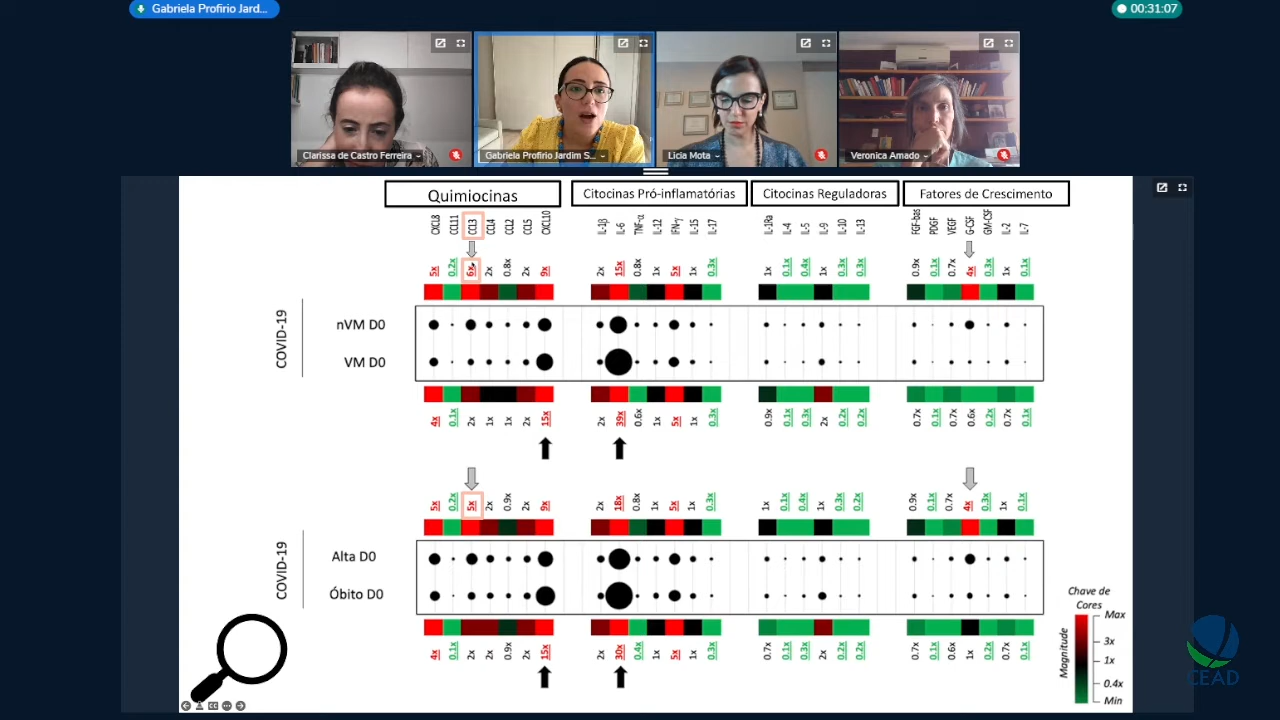 Gabriela Profirio Jard...
00:31:07
Clarissa de Castro Ferreira
Gabriela Profirio Jardim S...
Licia Mota
Veronica Amado
Quimiocinas
Citocinas Pró-inflamatórias
Citocinas Reguladoras
Fatores de Crescimento
CXCL8 CCL11 CCL3 CCL4 CCL2 CCL5 CXCL10 IL-1β IL-6 TNF-α IL-12 IFN-γ IL-15 IL-17 IL-1Ra IL-4 IL-5 IL-9 IL-10 IL-13 FGF-bas PDGF VEGF G-CSF GM-CSF IL-2 IL-7
5x 0.2x 6x 2x 0.8x 2x 9x 2x 15x 0.8x 1x 5x 1x 0.3x 1x 0.1x 0.4x 1x 0.3x 0.3x 0.9x 0.1x 0.7x 4x 0.3x 1x 0.1x
COVID-19
nVM D0
VM D0
4x 0.1x 2x 1x 1x 2x 15x 2x 39x 0.6x 1x 5x 1x 0.3x 0.9x 0.1x 0.3x 2x 0.2x 0.2x 0.7x 0.1x 0.7x 0.6x 0.2x 0.7x 0.1x
5x 0.2x 5x 2x 0.9x 2x 9x 2x 18x 0.8x 1x 5x 1x 0.3x 1x 0.1x 0.4x 1x 0.3x 0.2x 0.9x 0.1x 0.7x 4x 0.3x 1x 0.1x
COVID-19
Alta D0
Óbito D0
4x 0.1x 2x 2x 0.9x 2x 15x 2x 30x 0.4x 1x 5x 1x 0.3x 0.7x 0.1x 0.3x 2x 0.2x 0.2x 0.7x 0.1x 0.6x 1x 0.2x 0.7x 0.1x
Chave de
Cores
Magnitude
Max
3x
1x
0.4x
Min
CEAD